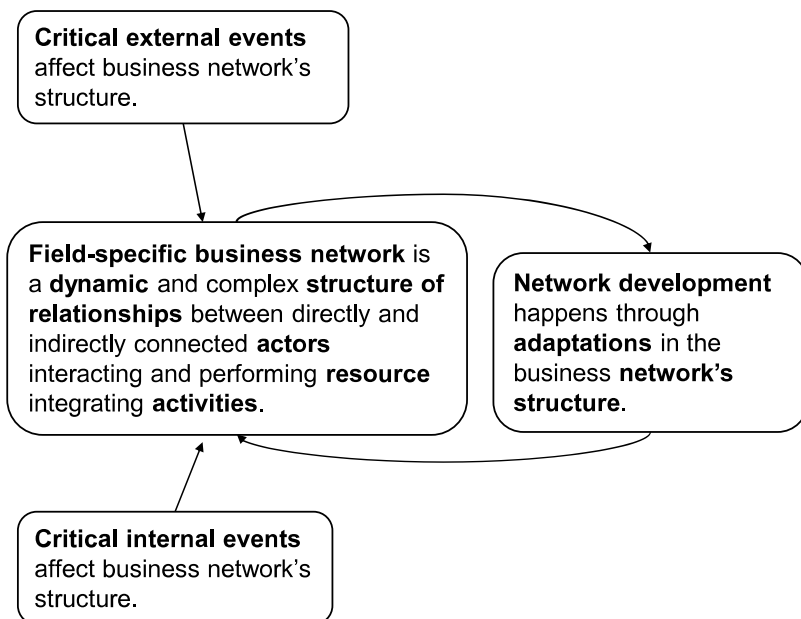 Critical external events
affect business network’s
structure.
Field-specific business network is
a dynamic and complex structure of
relationships between directly and
indirectly connected actors
interacting and performing resource
integrating activities.
Network development
happens through
adaptations in the
business network’s
structure.
Critical internal events
affect business network’s
structure.